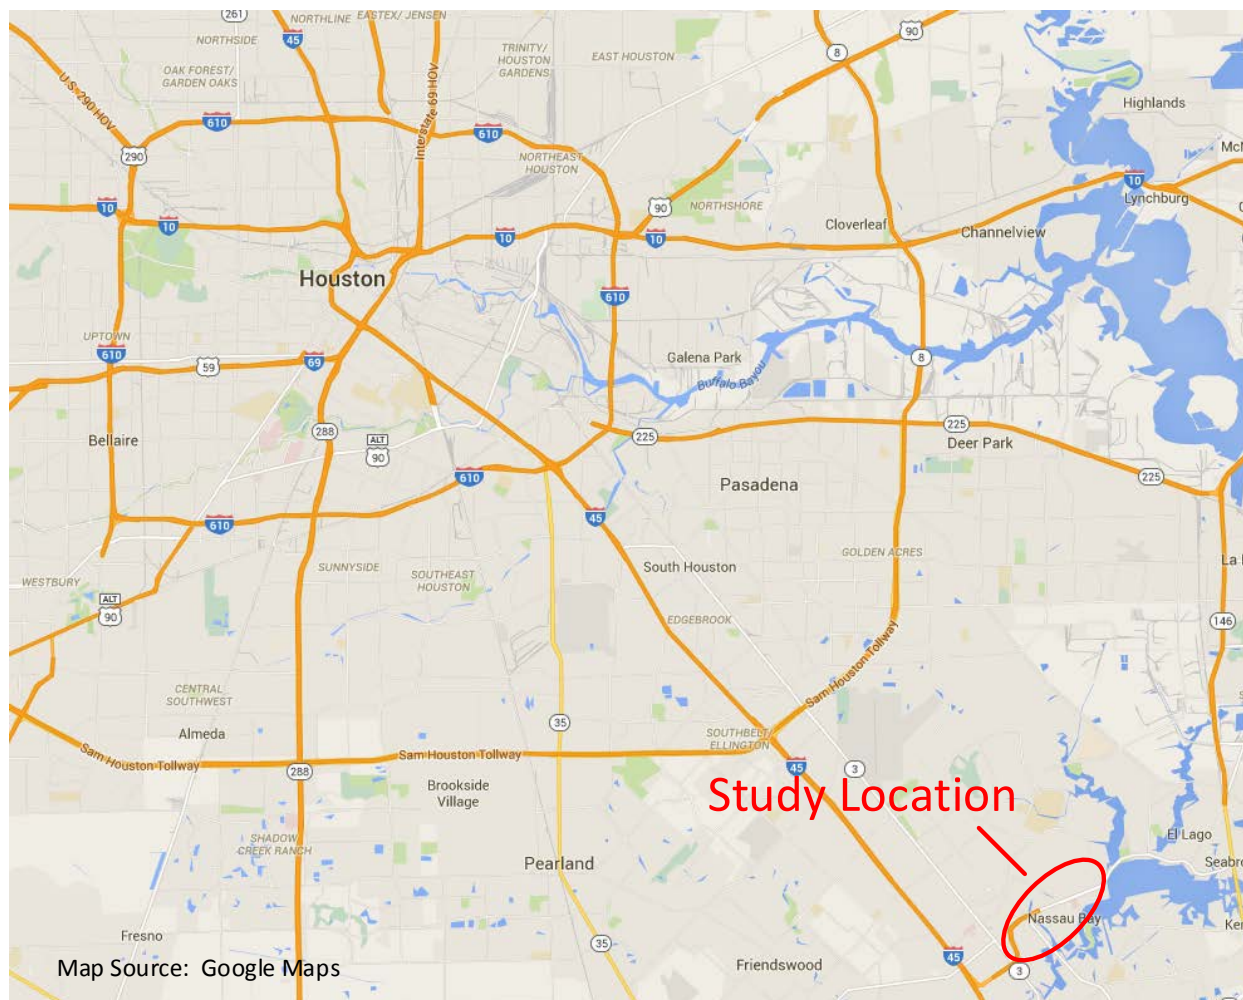 261
NORTHLINE
EASTEX/ JENSEN
90
45
NORTHSIDE
TRINITY/
HOUSTON
GARDENS
EAST HOUSTON
8
OAK FOREST/
GARDEN OAKS
U.S. 290 HOV
Interstate 69 HOV
Highlands
610
610
290
NORTHEAST
HOUSTON
10
Lynchburg
10
10
90
NORTHSHORE
Cloverleaf
Channelview
10
10
Houston
610
UPTOWN
610
59
69
Galena Park
Buffalo Bayou
8
Bellaire
288
ALT
90
225
225
Deer Park
610
225
Pasadena
610
45
WESTBURY
SUNNYSIDE
SOUTHEAST
HOUSTON
South Houston
GOLDEN ACRES
ALT
90
EDGEBROOK
146
Sam Houston Tollway
CENTRAL
SOUTHWEST
Almeda
35
SOUTHBELT/
ELLINGTON
Sam Houston Tollway
Sam Houston Tollway
288
45
3
Brookside
Village
Study Location
SHADOW
CREEK RANCH
Pearland
El Lago
Nassau Bay
Fresno
35
Friendswood
45
3
Map Source: Google Maps